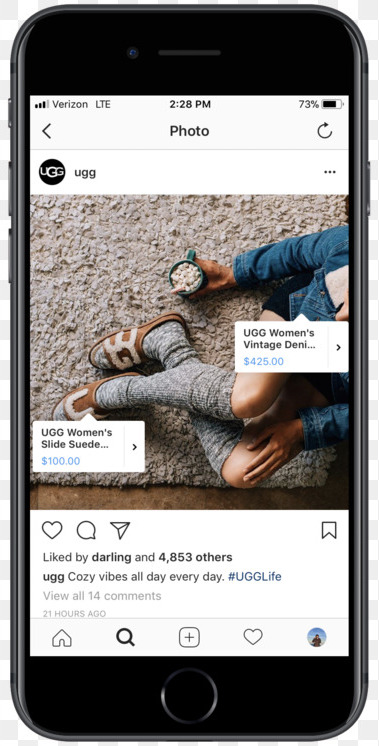 Verizon LTE 2:28 PM 73%
Photo
UGG ugg
UGG Women's
Vintage Deni...
$425.00
UGG Women's
Slide Suede...
$100.00
Liked by darling and 4,853 others
ugg Cozy vibes all day every day. #UGGLife
View all 14 comments
21 HOURS AGO